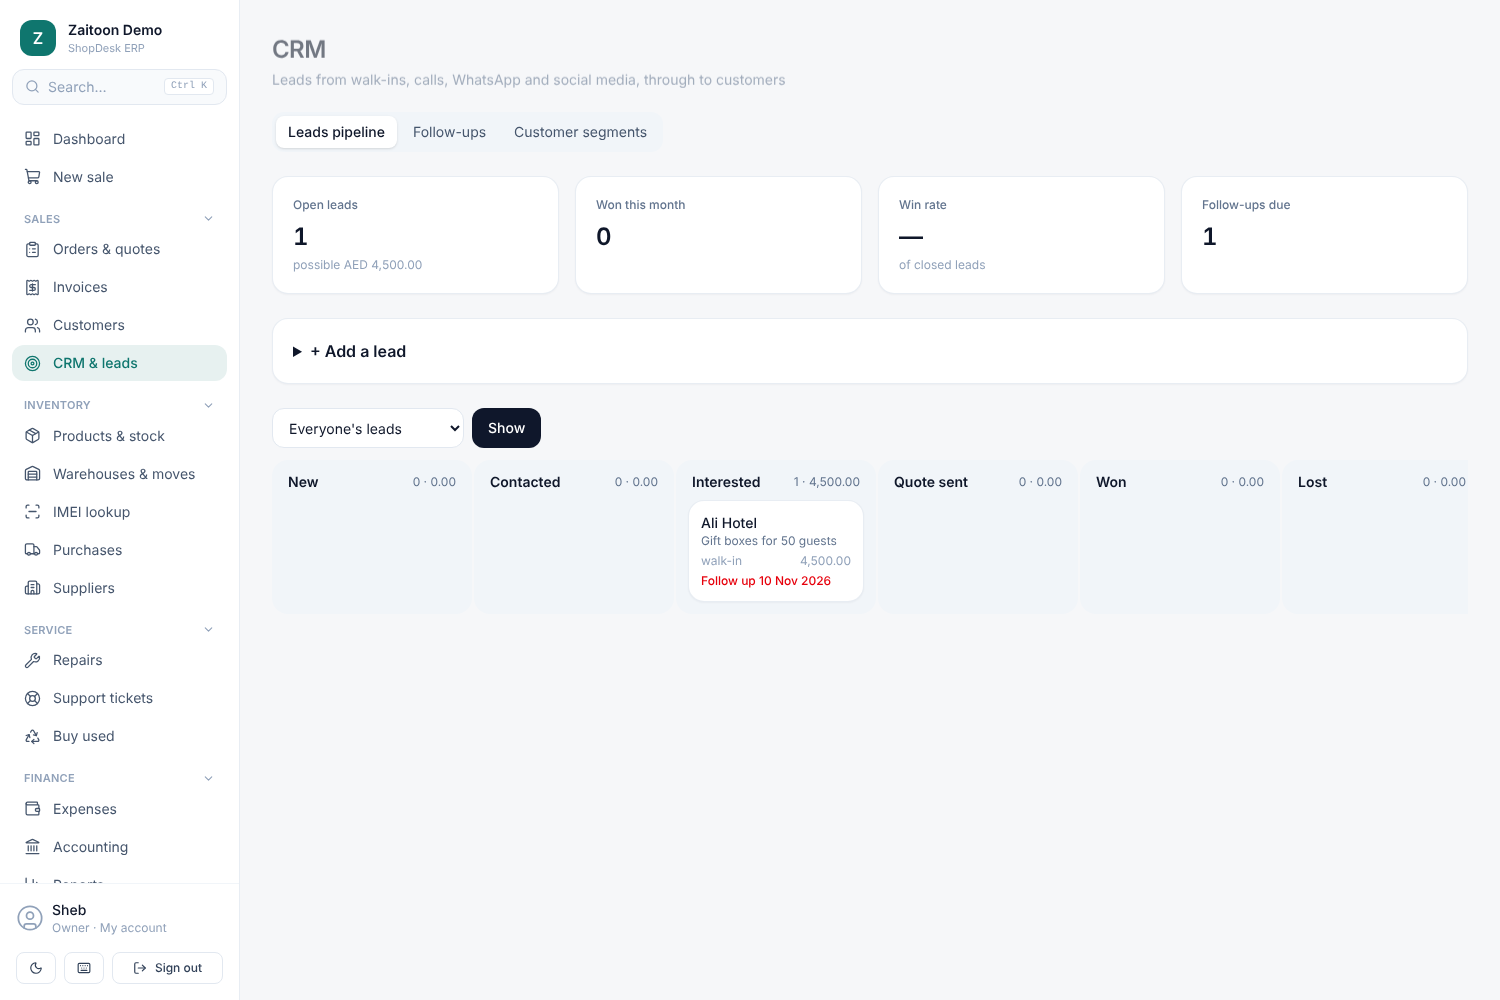 Z
Zaitoon Demo
ShopDesk ERP
Search...
Ctrl K
Dashboard
New sale
SALES
Orders & quotes
Invoices
Customers
CRM & leads
INVENTORY
Products & stock
Warehouses & moves
IMEI lookup
Purchases
Suppliers
SERVICE
Repairs
Support tickets
Buy used
FINANCE
Expenses
Accounting
Sheb
Owner · My account
Sign out
CRM
Leads from walk-ins, calls, WhatsApp and social media, through to customers
Leads pipeline Follow-ups Customer segments
Open leads
1
possible AED 4,500.00
Won this month
0
Win rate
—
of closed leads
Follow-ups due
1
+ Add a lead
Everyone's leads
Show
New 0 · 0.00
Contacted 0 · 0.00
Interested 1 · 4,500.00
Ali Hotel
Gift boxes for 50 guests
walk-in 4,500.00
Follow up 10 Nov 2026
Quote sent 0 · 0.00
Won 0 · 0.00
Lost 0 · 0.00